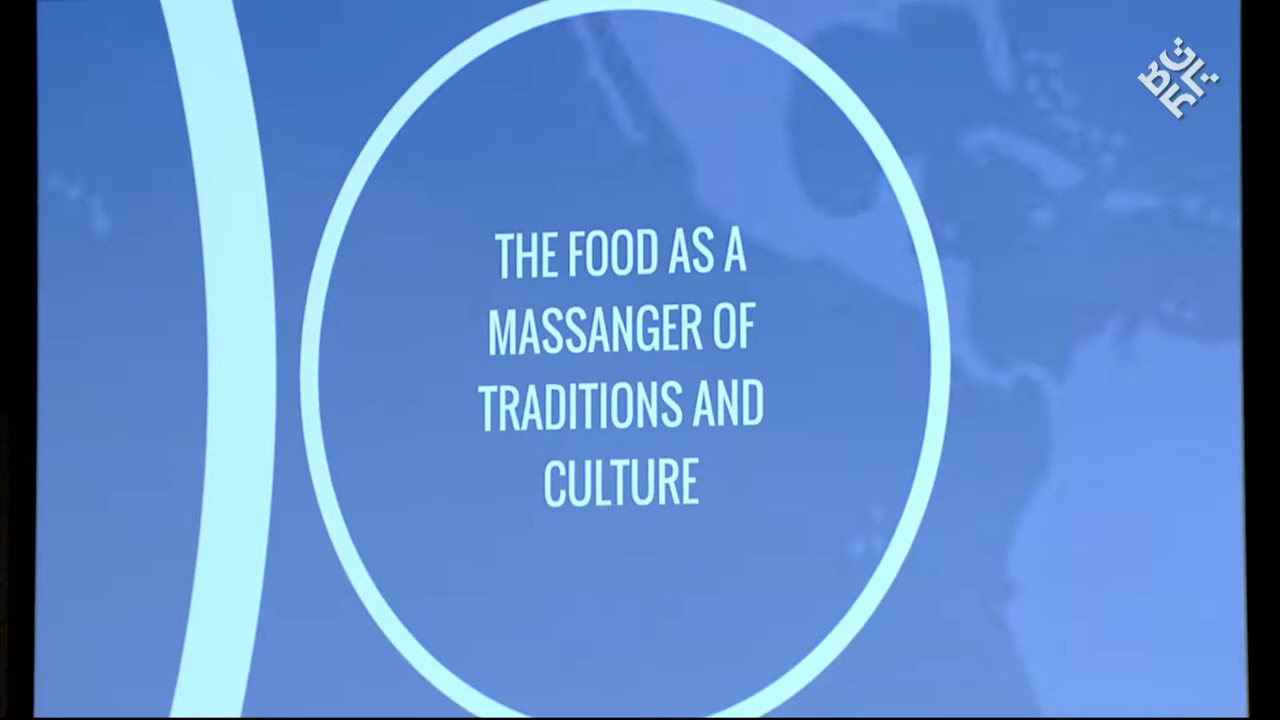 THE FOOD AS A
MASSANGER OF
TRADITIONS AND
CULTURE